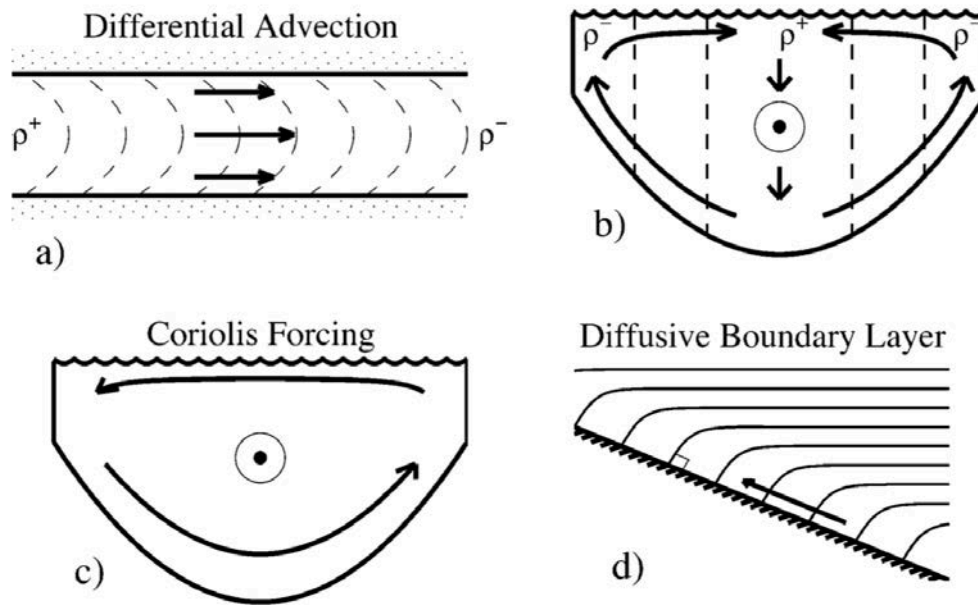 Differential Advection
ρ⁺
ρ⁻
a)
ρ⁻
ρ⁺
ρ⁻
b)
Coriolis Forcing
c)
Diffusive Boundary Layer
d)